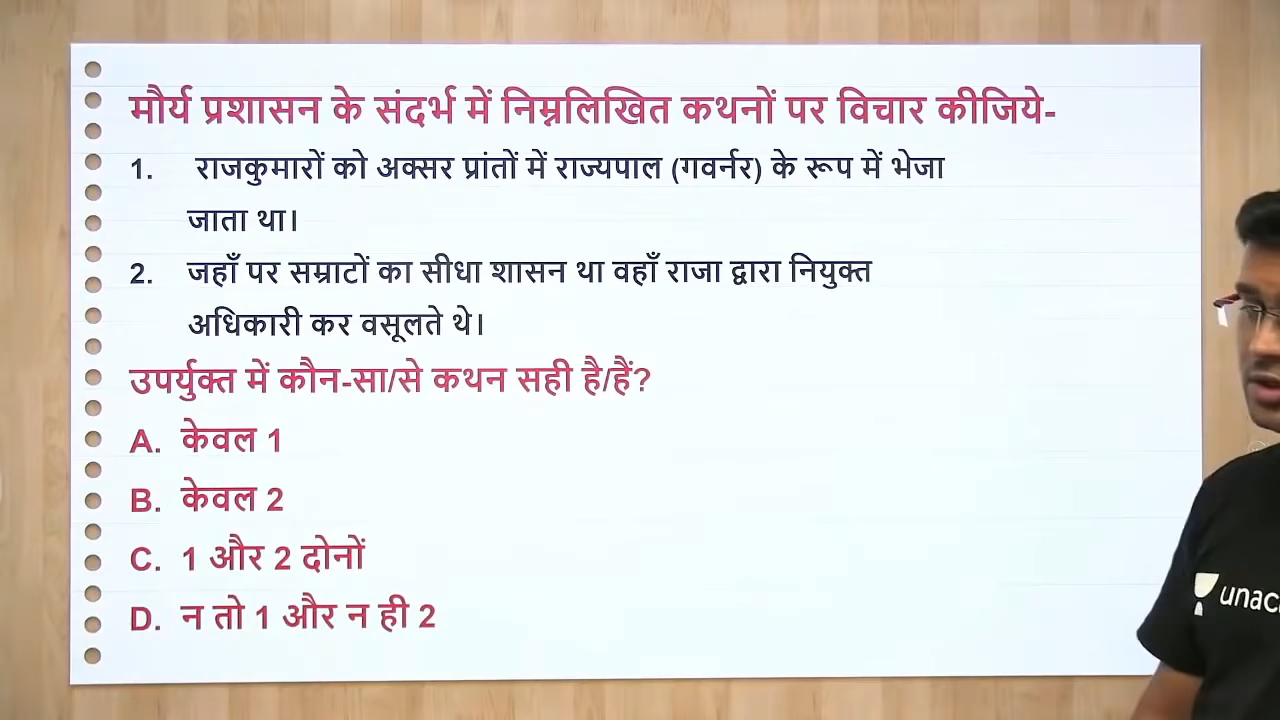 मौर्य प्रशासन के संदर्भ में निम्नलिखित कथनों पर विचार कीजिये-
1. राजकुमारों को अक्सर प्रांतों में राज्यपाल (गवर्नर) के रूप में भेजा
जाता था।
2. जहाँ पर सम्राटों का सीधा शासन था वहाँ राजा द्वारा नियुक्त
अधिकारी कर वसूलते थे।
उपर्युक्त में कौन-सा/से कथन सही है/हैं?
A. केवल 1
B. केवल 2
C. 1 और 2 दोनों
D. न तो 1 और न ही 2